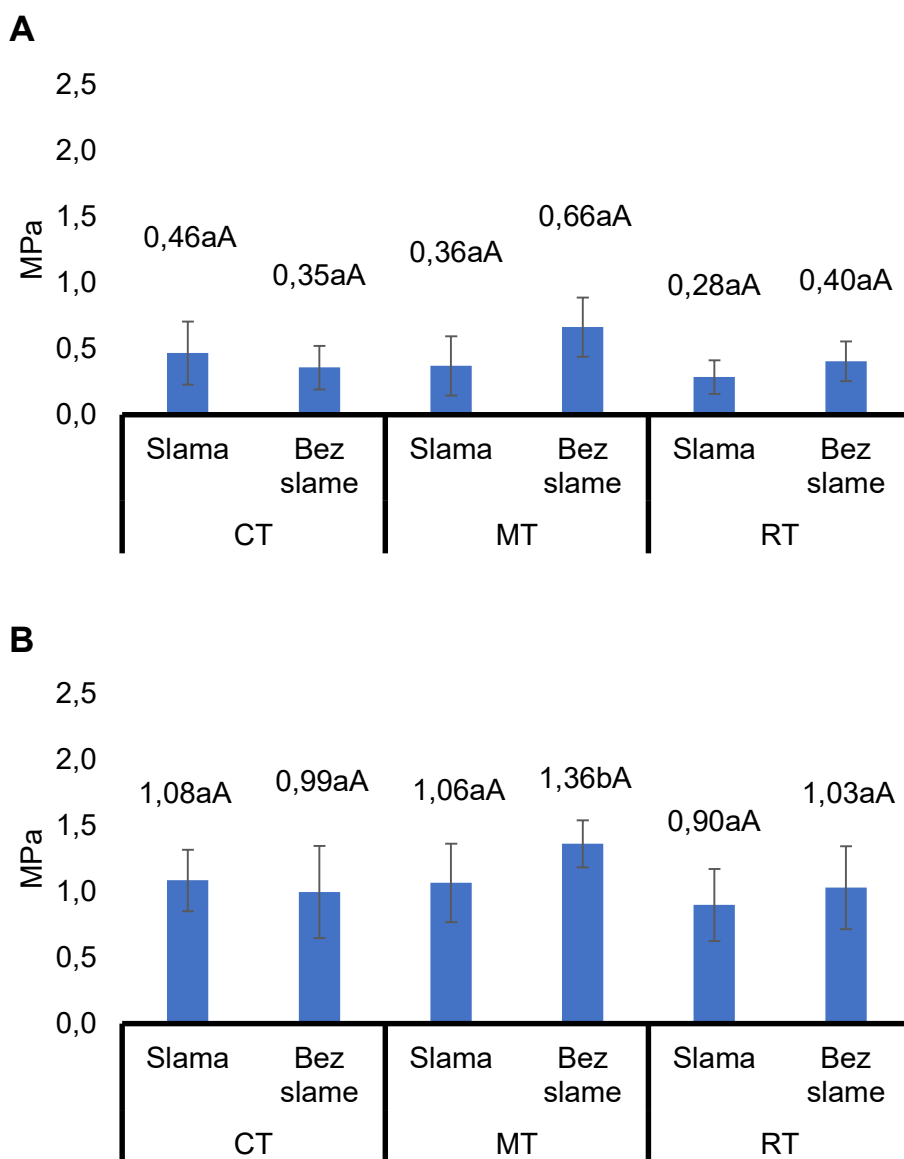 A
2,5
2,0
1,5
1,0
0,5
0,0
MPa
0,46aA 0,35aA 0,36aA 0,66aA 0,28aA 0,40aA
Slama Bez Slama Bez Slama Bez
slame slame slame
CT MT RT
B
2,5
2,0
1,5
1,0
0,5
0,0
MPa
1,08aA 0,99aA 1,06aA 1,36bA 0,90aA 1,03aA
Slama Bez Slama Bez Slama Bez
slame slame slame
CT MT RT